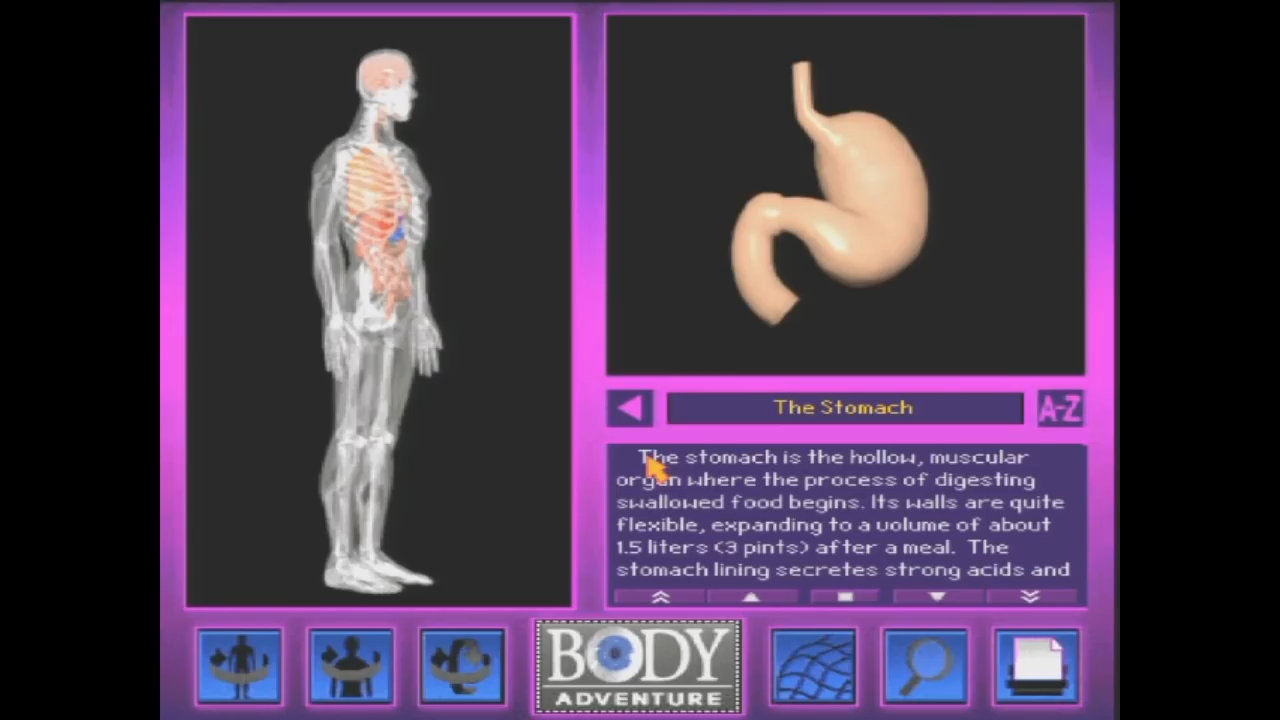 The Stomach
A-Z
The stomach is the hollow, muscular
organ where the process of digesting
swallowed food begins. Its walls are quite
flexible, expanding to a volume of about
1.5 liters (3 pints) after a meal. The
stomach lining secretes strong acids and
BODY
ADVENTURE